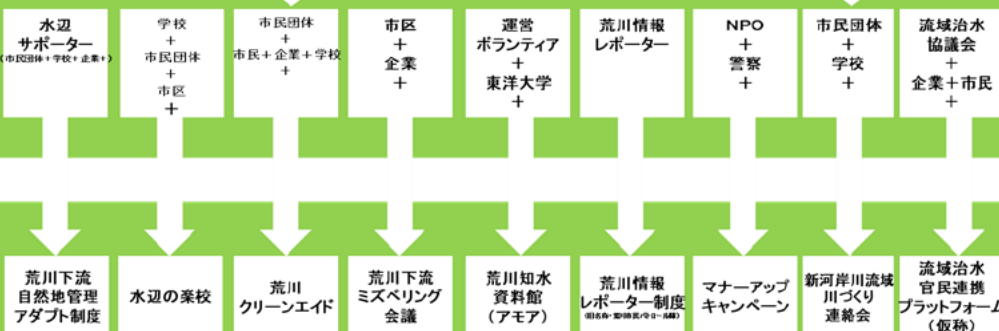 水辺
サポーター
(市民団体+学校+企業+)
学校
+
市民団体
+
市区
+
市民団体
+
市民+企業+学校
+
市区
+
企業
+
運営
ボランティア
+
東洋大学
+
荒川情報
レポーター
NPO
+
警察
+
市民団体
+
学校
+
流域治水
協議会
+
企業+市民
+
荒川下流
自然地管理
アダプト制度
水辺の楽校
荒川
クリーンエイド
荒川下流
ミズベリング
会議
荒川知水
資料館
(アモア)
荒川情報
レポーター制度
マナーアップ
キャンペーン
新河岸川流域
川づくり
連絡会
流域治水
官民連携
プラットフォーム
(仮称)